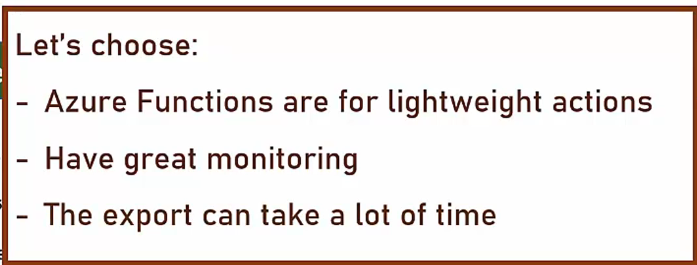 Let's choose:
- Azure Functions are for lightweight actions
- Have great monitoring
- The export can take a lot of time